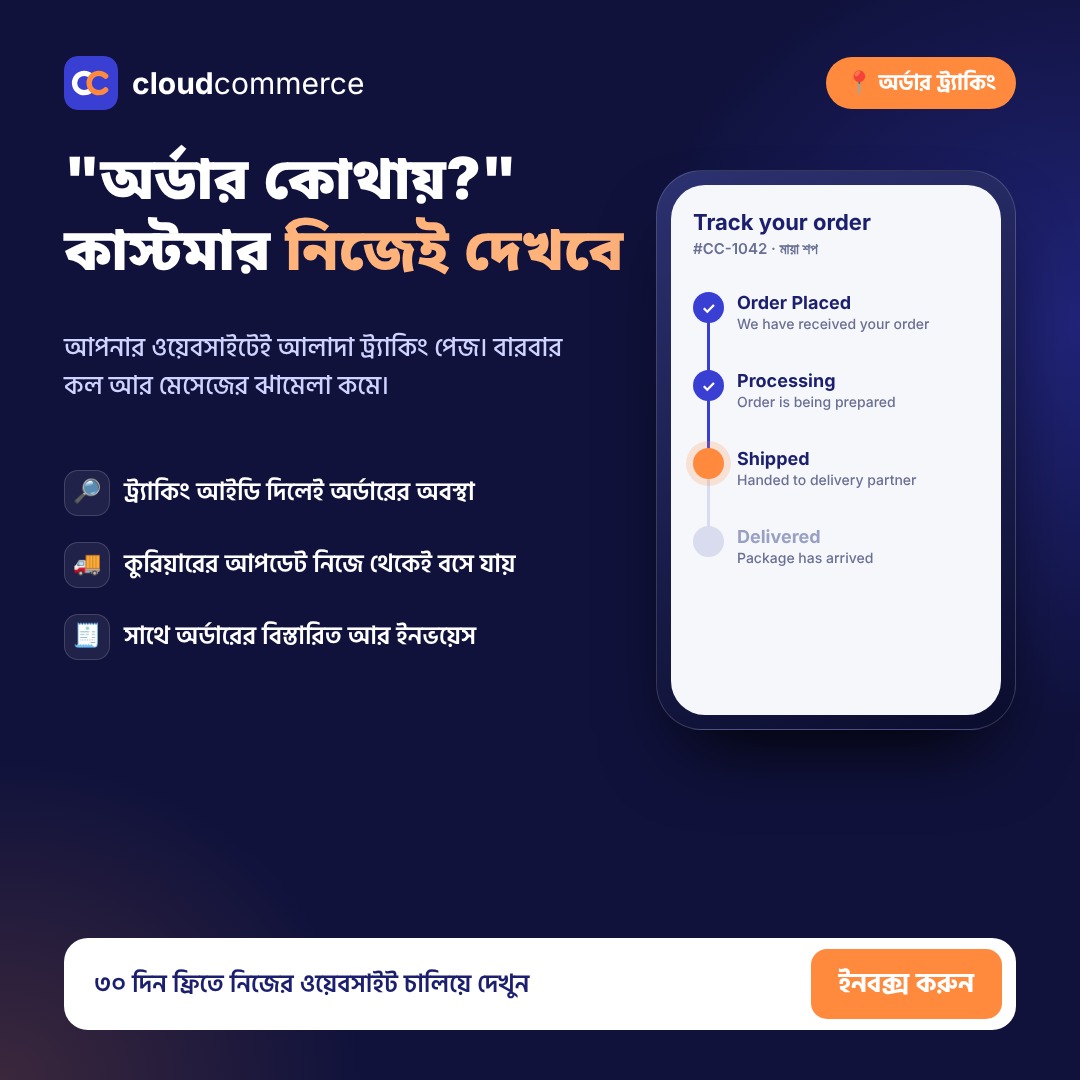 cloudcommerce
📍 অর্ডার ট্র্যাকিং
"অর্ডার কোথায়?"
কাস্টমার নিজেই দেখবে
আপনার ওয়েবসাইটেই আলাদা ট্র্যাকিং পেজ। বারবার
কল আর মেসেজের ঝামেলা কমে।
ট্র্যাকিং আইডি দিলেই অর্ডারের অবস্থা
কুরিয়ারের আপডেট নিজে থেকেই বসে যায়
সাথে অর্ডারের বিস্তারিত আর ইনভয়েস
Track your order
#CC-1042 · মায়া শপ
Order Placed
We have received your order
Processing
Order is being prepared
Shipped
Handed to delivery partner
Delivered
Package has arrived
৩০ দিন ফ্রিতে নিজের ওয়েবসাইট চালিয়ে দেখুন
ইনবক্স করুন